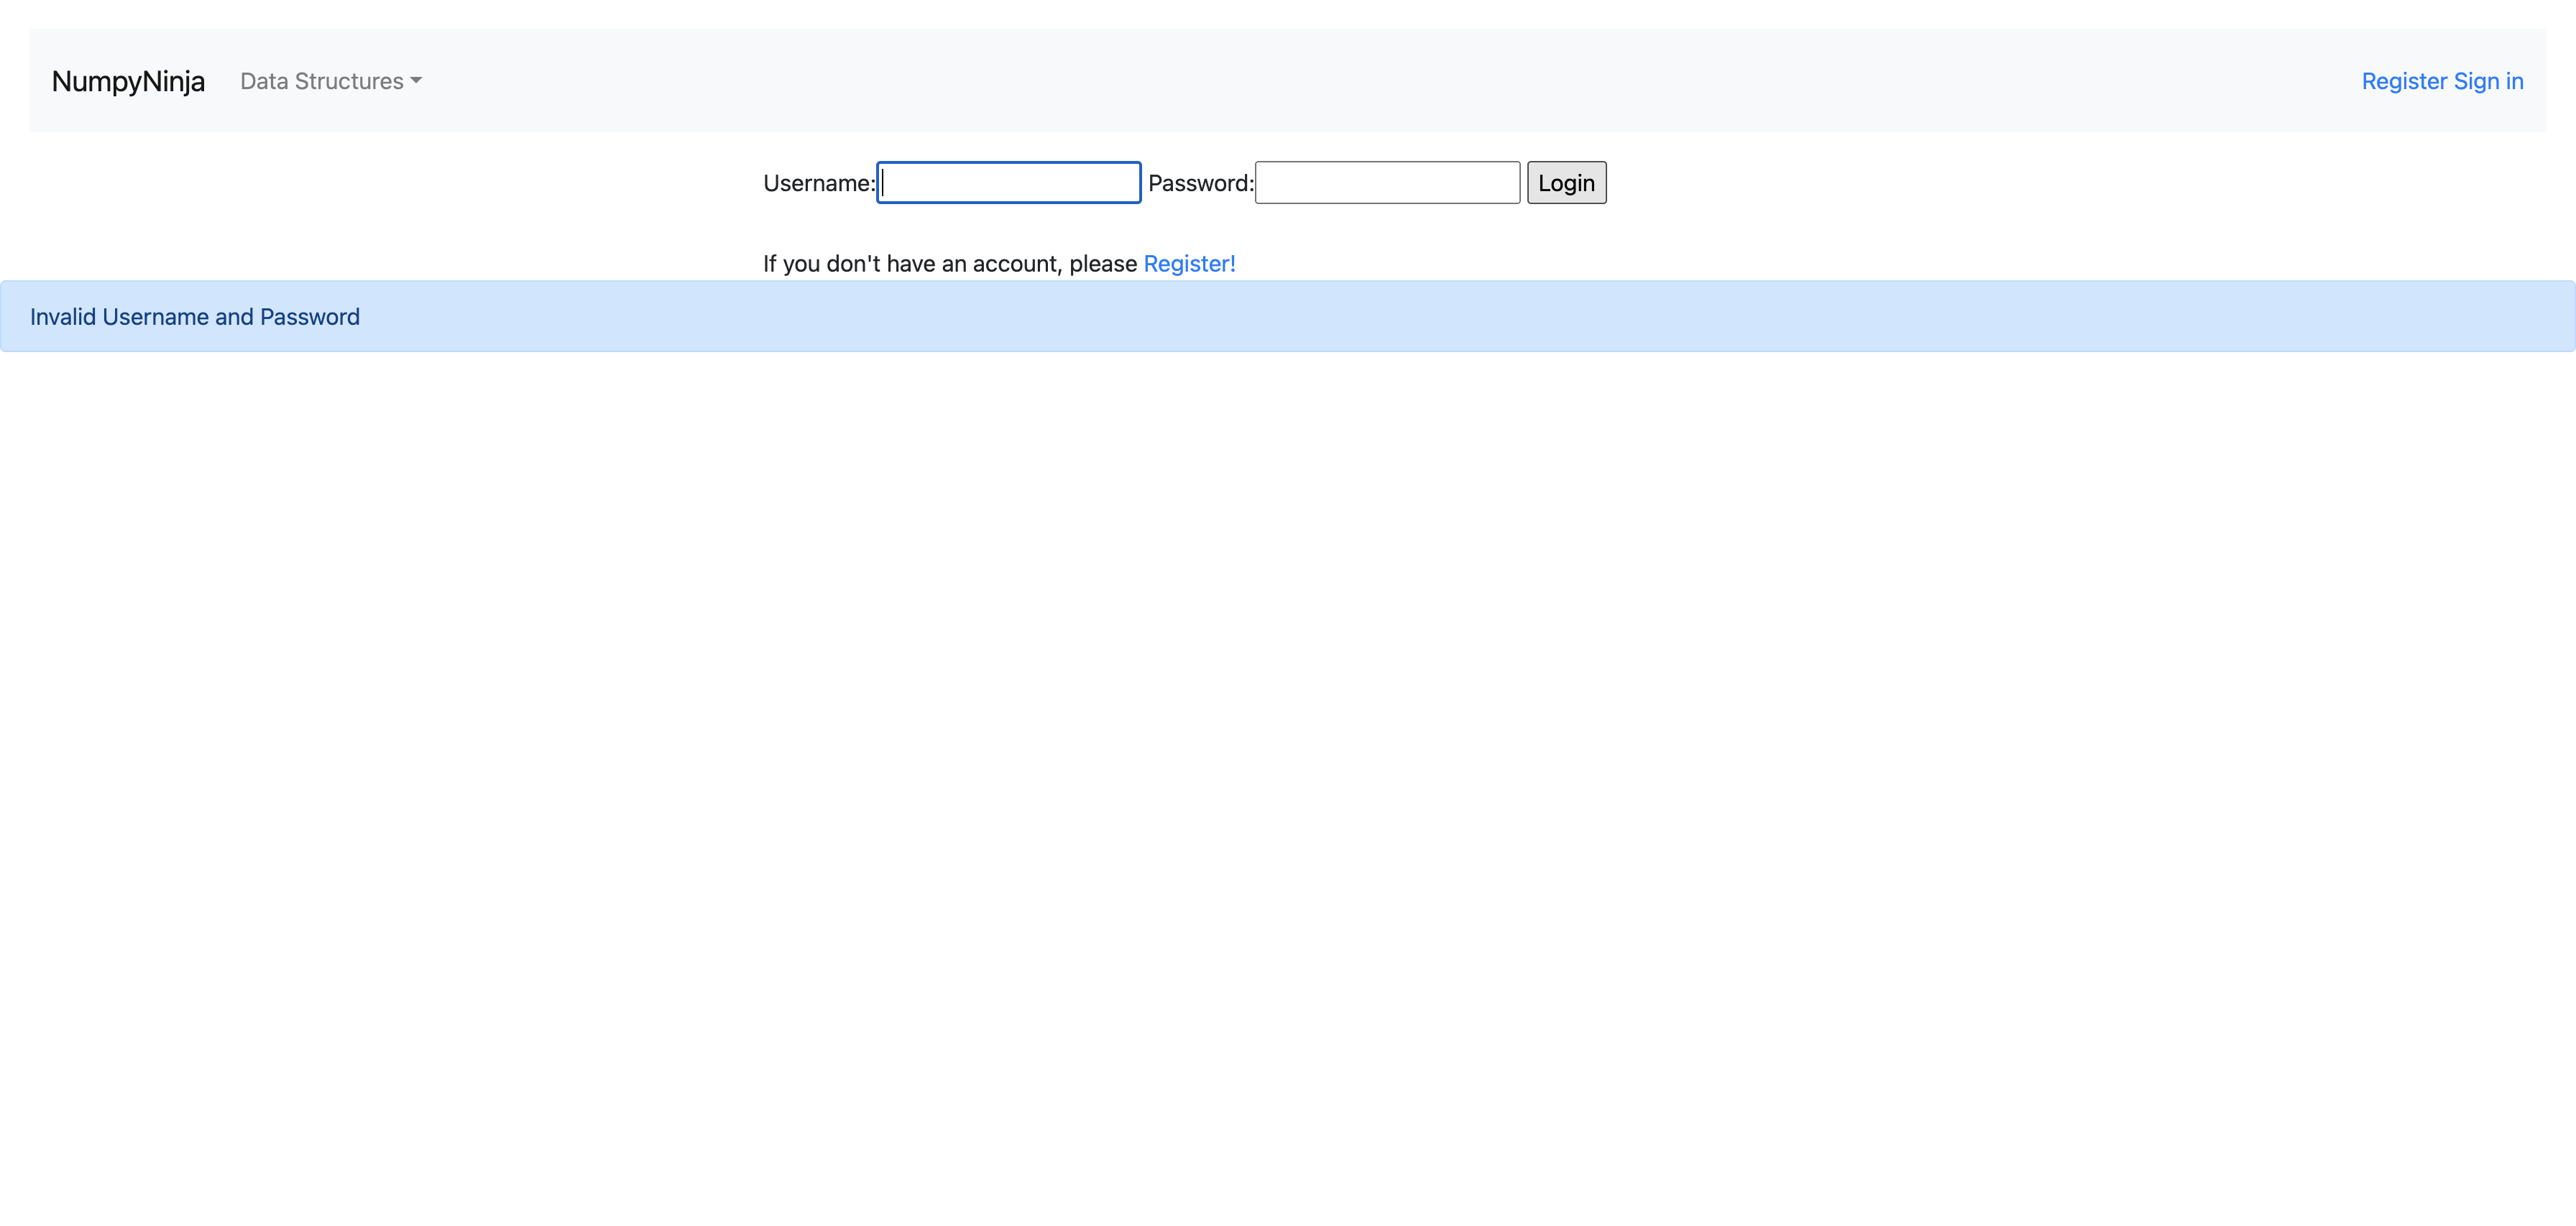 NumpyNinja Data Structures Register Sign in
Username: Password: Login
If you don't have an account, please Register!
Invalid Username and Password